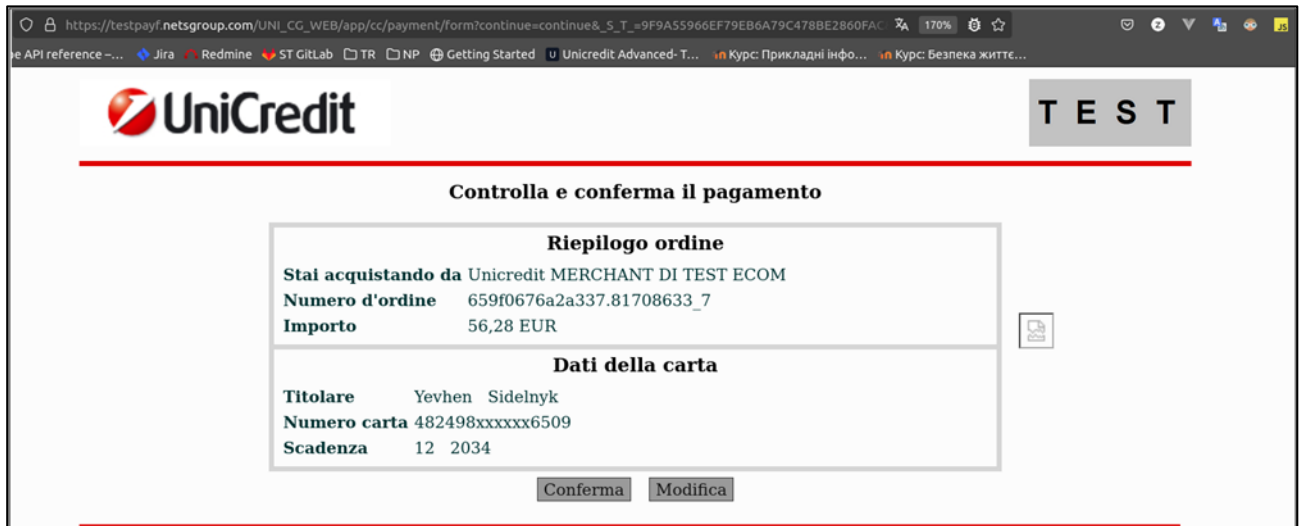 https://testpayf.netsgroup.com/UNI_CG_WEB/app/cc/payment/form?continue=continue&_S_T_=9F9A55966EF79EB6A79C478BE2860FAC 170%
API reference –... Jira Redmine ST GitLab TR NP Getting Started Unicredit Advanced- T... Курс: Прикладні інфо... Курс: Безпека життє...
UniCredit
T E S T
Controlla e conferma il pagamento
Riepilogo ordine
Stai acquistando da Unicredit MERCHANT DI TEST ECOM
Numero d'ordine 659f0676a2a337.81708633_7
Importo 56,28 EUR
Dati della carta
Titolare Yevhen Sidelnyk
Numero carta 482498xxxxxx6509
Scadenza 12 2034
Conferma Modifica